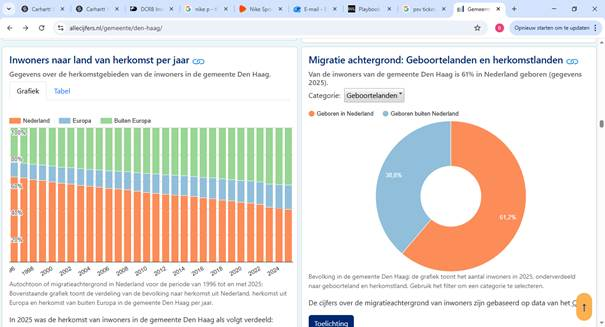 Carhartt
Carhartt
DCRB Inc
nike p - 
Nike Spo
E-mail - 
Playbook
psv ticke
Gemeen
allecijfers.nl/gemeente/den-haag/
Opnieuw starten om te updaten
Inwoners naar land van herkomst per jaar
Gegevens over de herkomstgebieden van de inwoners in de gemeente Den Haag.
Grafiek
Tabel
Nederland Europa Buiten Europa
100%
80%
60%
40%
20%
96 1998 2000 2002 2004 2006 2008 2010 2012 2014 2016 2018 2020 2022 2024
Autochtoon of migratieachtergrond in Nederland voor de periode van 1996 tot en met 2025:
Bovenstaande grafiek toont de verdeling van de bevolking naar herkomst uit Nederland, herkomst uit
Europa en herkomst van buiten Europa in de gemeente Den Haag per jaar.
In 2025 was de herkomst van inwoners in de gemeente Den Haag als volgt verdeeld:
Migratie achtergrond: Geboortelanden en herkomstlanden
Van de inwoners van de gemeente Den Haag is 61% in Nederland geboren (gegevens
2025).
Categorie: Geboortelanden
Geboren in Nederland Geboren buiten Nederland
38,8%
61,2%
Bevolking in de gemeente Den Haag: de grafiek toont het aantal inwoners in 2025, onderverdeeld
naar geboorteland en herkomstland. Gebruik het filter om een categorie te selecteren.
De cijfers over de migratieachtergrond van inwoners zijn gebaseerd op data van het
Toelichting